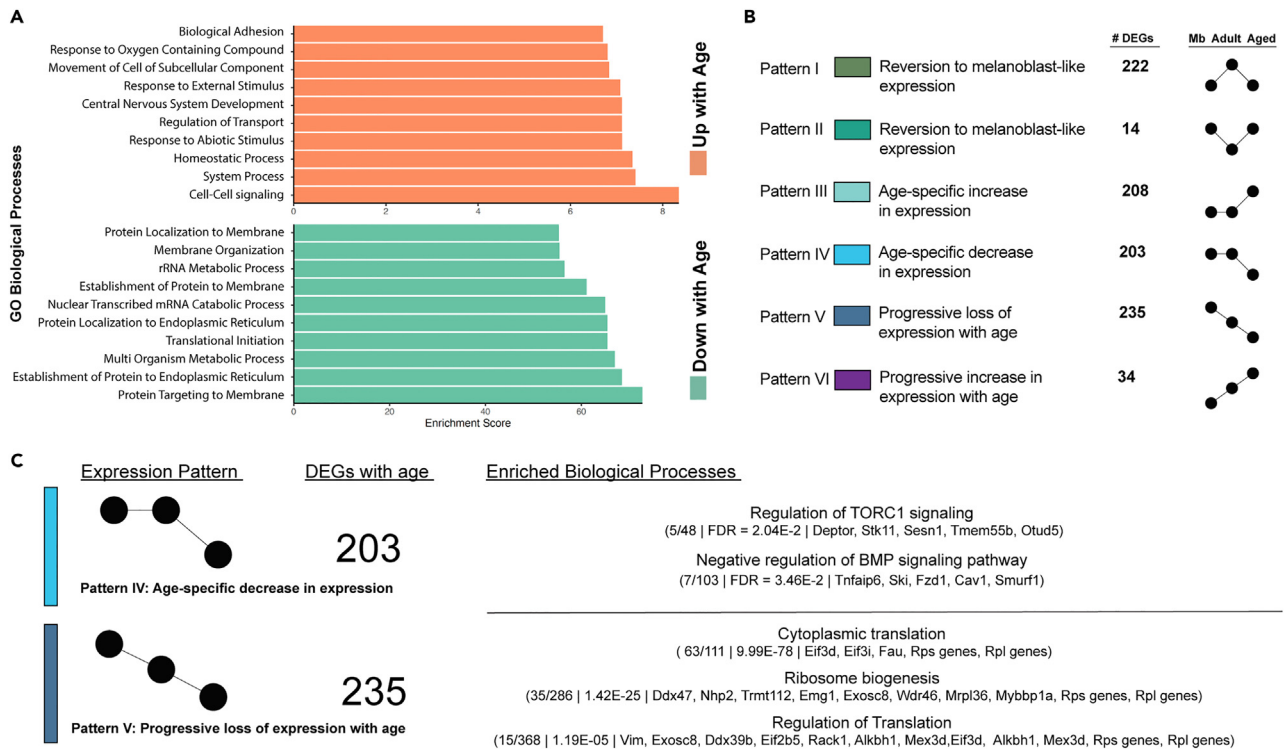 A
GO Biological Processes
Biological Adhesion
Response to Oxygen Containing Compound
Movement of Cell of Subcellular Component
Response to External Stimulus
Central Nervous System Development
Regulation of Transport
Response to Abiotic Stimulus
Homeostatic Process
System Process
Cell-Cell signaling
0 2 4 6 8
Up with Age
Protein Localization to Membrane
Membrane Organization
rRNA Metabolic Process
Establishment of Protein to Membrane
Nuclear Transcribed mRNA Catabolic Process
Protein Localization to Endoplasmic Reticulum
Translational Initiation
Multi Organism Metabolic Process
Establishment of Protein to Endoplasmic Reticulum
Protein Targeting to Membrane
0 20 40 60
Enrichment Score
Down with Age
B
# DEGs Mb Adult Aged
Pattern I Reversion to melanoblast-like 222
expression
Pattern II Reversion to melanoblast-like 14
expression
Pattern III Age-specific increase 208
in expression
Pattern IV Age-specific decrease 203
in expression
Pattern V Progressive loss of 235
expression with age
Pattern VI Progressive increase in 34
expression with age
C
Expression Pattern DEGs with age Enriched Biological Processes
203
Pattern IV: Age-specific decrease in expression
Regulation of TORC1 signaling
(5/48 | FDR = 2.04E-2 | Deptor, Stk11, Sesn1, Tmem55b, Otud5)
Negative regulation of BMP signaling pathway
(7/103 | FDR = 3.46E-2 | Tnfaip6, Ski, Fzd1, Cav1, Smurf1)
235
Pattern V: Progressive loss of expression with age
Cytoplasmic translation
( 63/111 | 9.99E-78 | Eif3d, Eif3i, Fau, Rps genes, Rpl genes)
Ribosome biogenesis
(35/286 | 1.42E-25 | Ddx47, Nhp2, Trmt112, Emg1, Exosc8, Wdr46, Mrpl36, Mybbp1a, Rps genes, Rpl genes)
Regulation of Translation
(15/368 | 1.19E-05 | Vim, Exosc8, Ddx39b, Eif2b5, Rack1, Alkbh1, Mex3d,Eif3d, Alkbh1, Mex3d, Rps genes, Rpl genes)